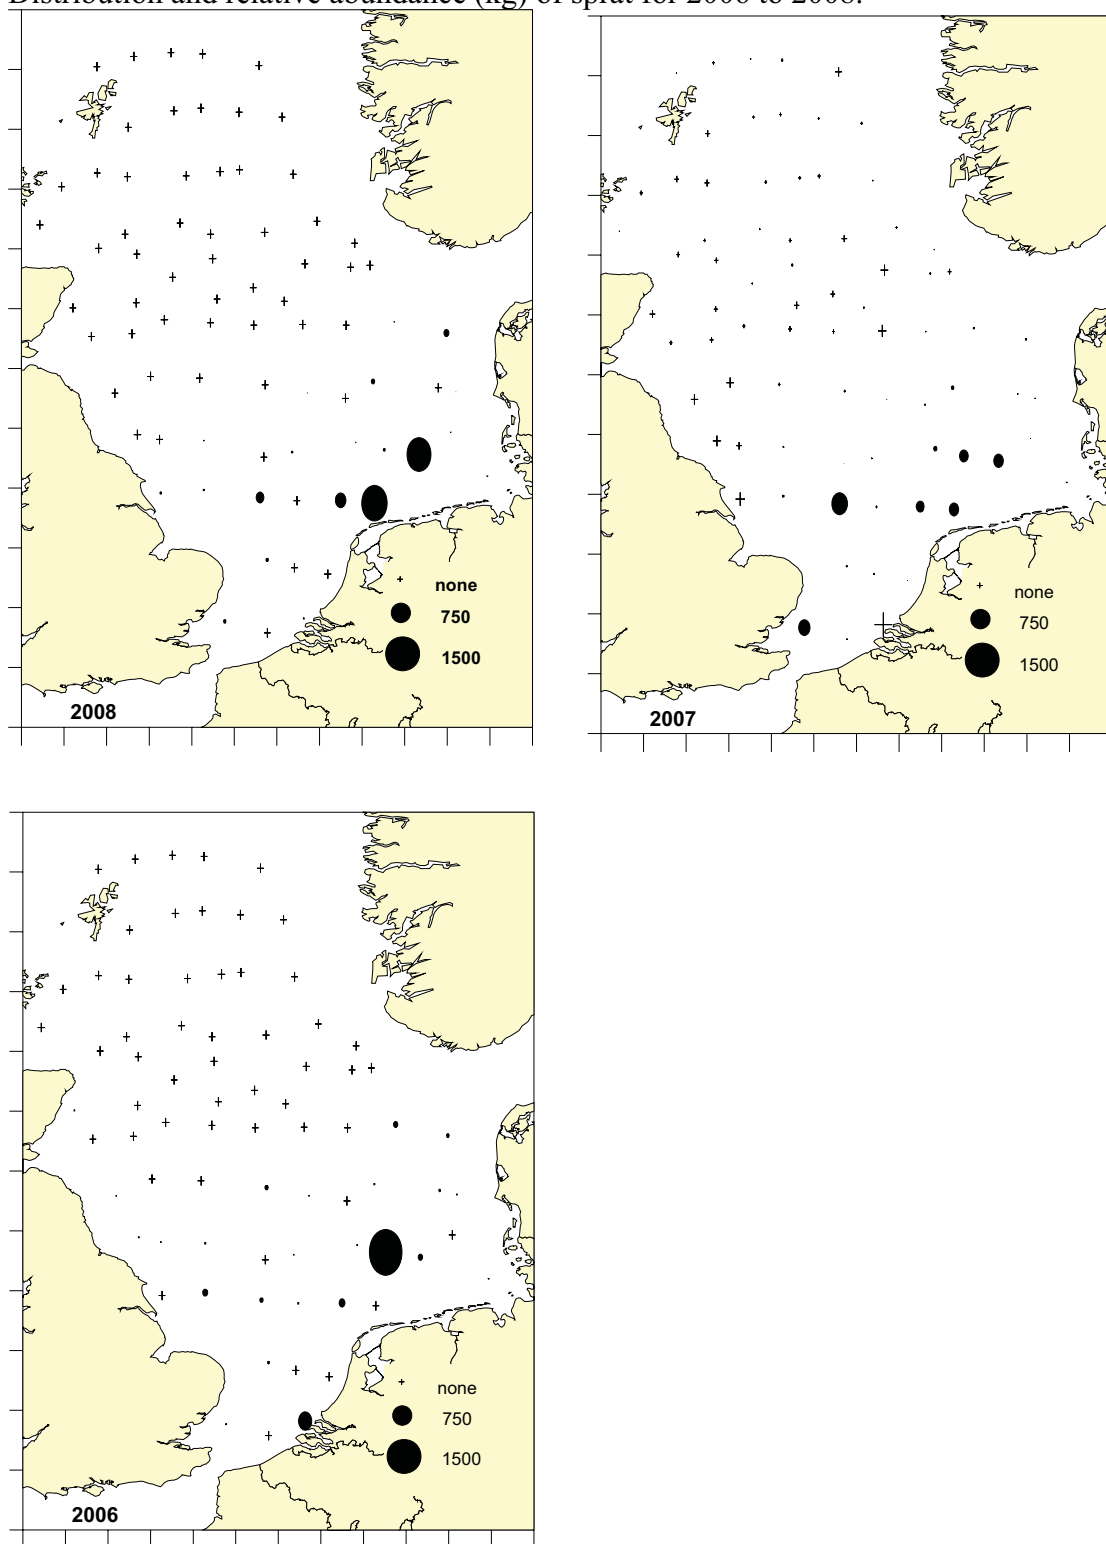 Distribution and relative abundance (kg) of sprat for 2006 to 2008.
none
750
1500
2008
none
750
1500
2007
none
750
1500
2006